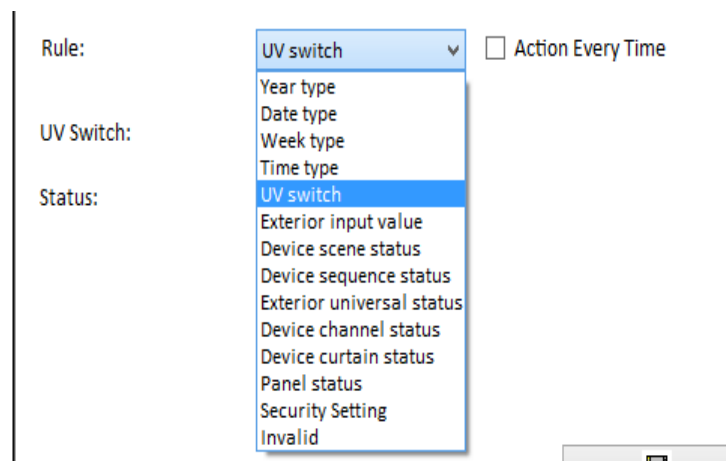 Rule:
UV switch
Action Every Time
Year type
Date type
UV Switch:
Week type
Time type
Status:
UV switch
Exterior input value
Device scene status
Device sequence status
Exterior universal status
Device channel status
Device curtain status
Panel status
Security Setting
Invalid